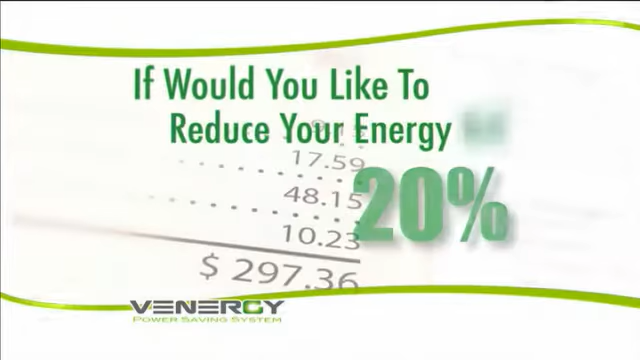 If Would You Like To
Reduce Your Energy
17.59
48.15
20%
10.23
$ 297.36
VENERGY
POWER SAVING SYSTEM